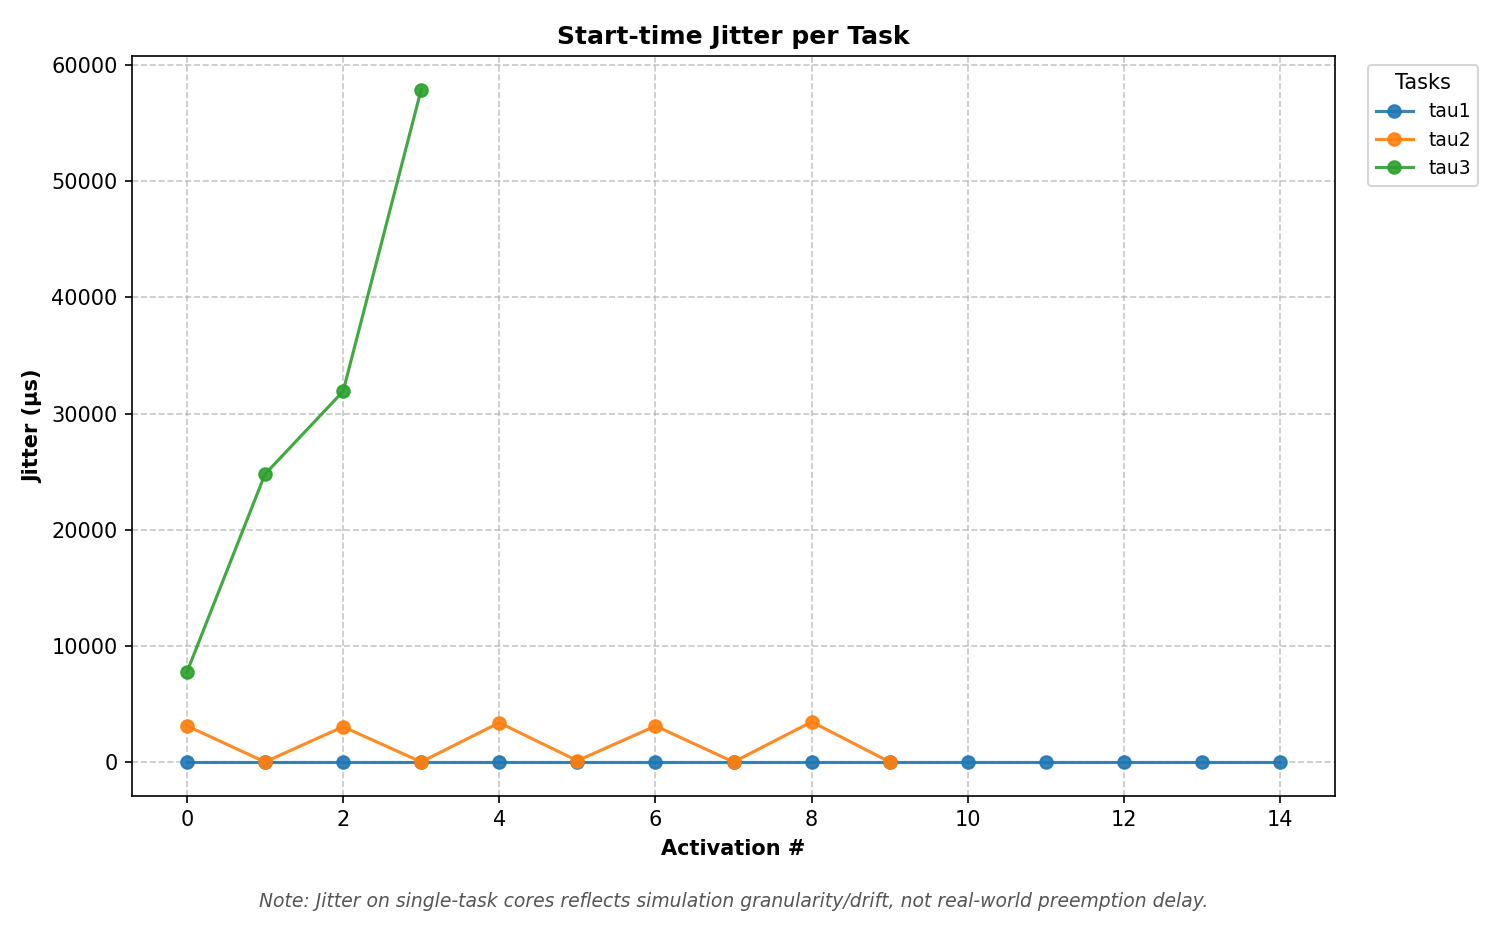 Start-time Jitter per Task
60000
50000
40000
30000
20000
10000
0
Jitter (µs)
0 2 4 6 8 10 12 14
Activation #
Tasks
tau1
tau2
tau3
Note: Jitter on single-task cores reflects simulation granularity/drift, not real-world preemption delay.